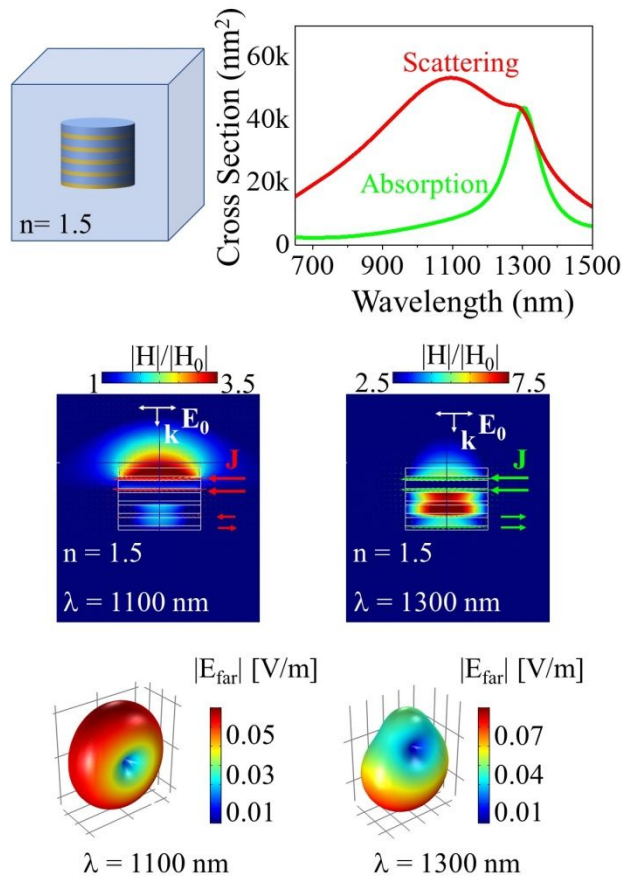 n= 1.5
Cross Section (nm²)
60k
40k
20k
0
Scattering
Absorption
700 900 1100 1300 1500
Wavelength (nm)
|H|/|H₀|
1 3.5
E₀
k
J
n = 1.5
λ = 1100 nm
|H|/|H₀|
2.5 7.5
E₀
k
J
n = 1.5
λ = 1300 nm
|E_far| [V/m]
0.05
0.03
0.01
λ = 1100 nm
|E_far| [V/m]
0.07
0.04
0.01
λ = 1300 nm